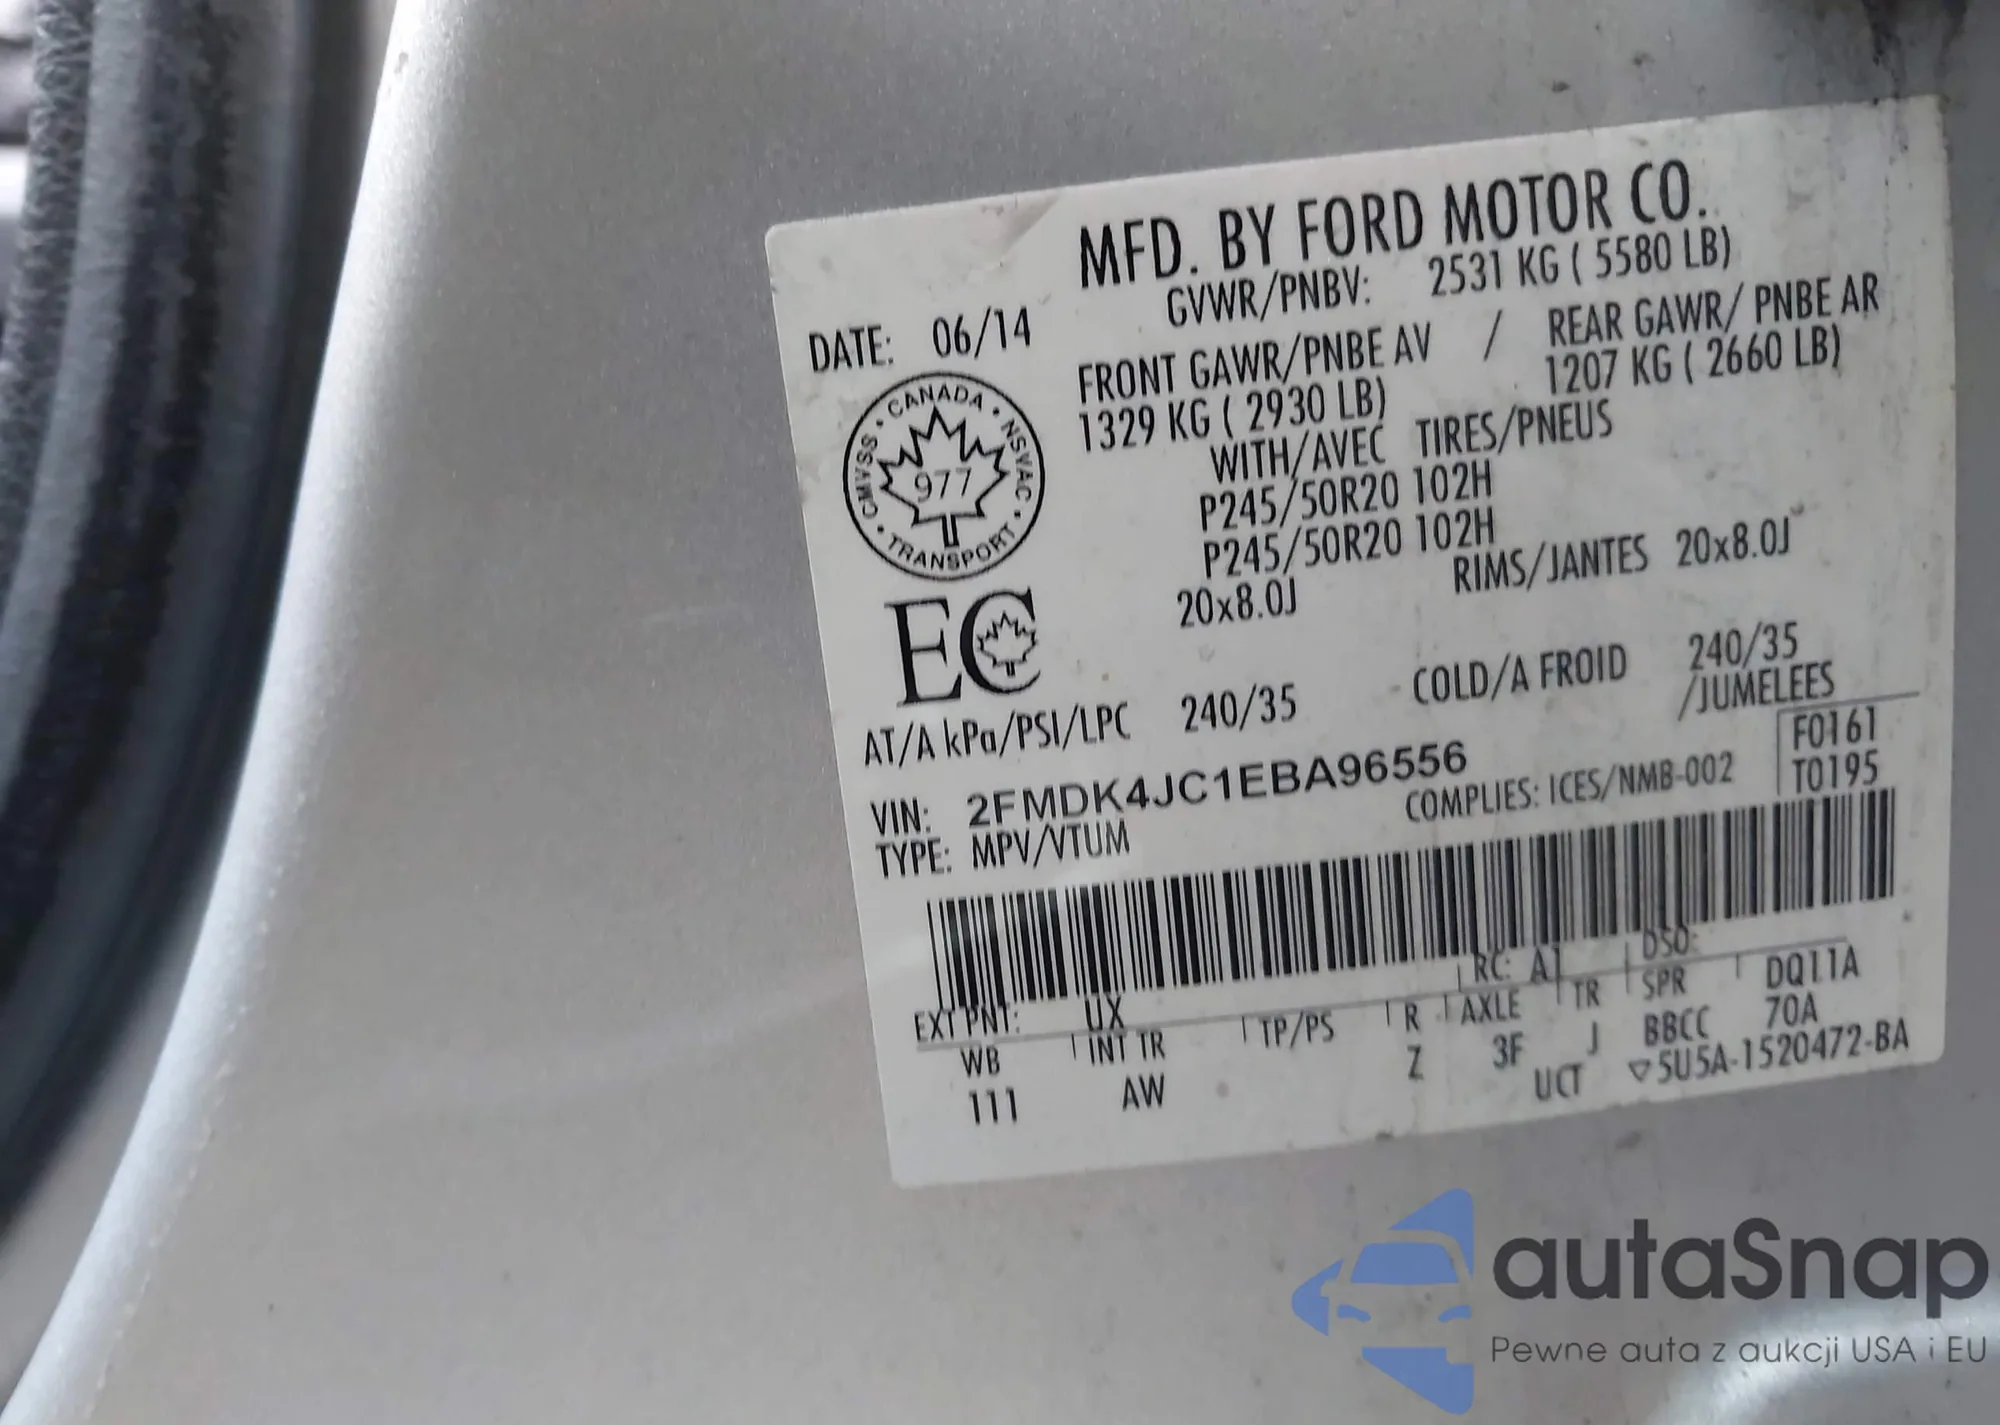 MFD. BY FORD MOTOR CO.
DATE: 06/14
GVWR/PNBV: 2531 KG ( 5580 LB)
FRONT GAWR/PNBE AV / REAR GAWR/ PNBE AR
1329 KG ( 2930 LB) 1207 KG ( 2660 LB)
WITH/AVEC TIRES/PNEUS
P245/50R20 102H
P245/50R20 102H
RIMS/JANTES 20x8.0J
20x8.0J
CANADA
CMVSS
NSVAC
977
TRANSPORT
EC
COLD/A FROID 240/35
AT/A kPa/PSI/LPC 240/35 /JUMELEES
VIN: 2FMDK4JC1EBA96556
F0161
T0195
TYPE: MPV/VTUM COMPLIES: ICES/NMB-002
EXT PNT: UX RC: A1 DSO:
WB INT TR TP/PS R AXLE TR SPR DQ11A
111 AW Z 3F J BBCC 70A
UCT 5U5A-1520472-BA
autaSnap
Pewne auta z aukcji USA i EU